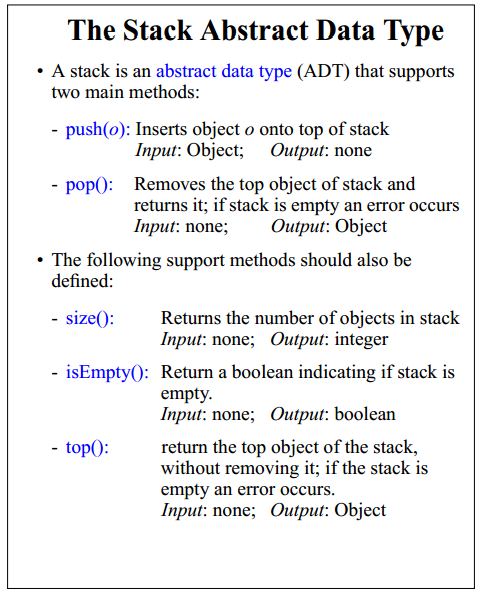 The Stack Abstract Data Type
• A stack is an abstract data type (ADT) that supports
two main methods:
- push(o): Inserts object o onto top of stack
Input: Object; Output: none
- pop(): Removes the top object of stack and
returns it; if stack is empty an error occurs
Input: none; Output: Object
• The following support methods should also be
defined:
- size(): Returns the number of objects in stack
Input: none; Output: integer
- isEmpty(): Return a boolean indicating if stack is
empty.
Input: none; Output: boolean
- top(): return the top object of the stack,
without removing it; if the stack is
empty an error occurs.
Input: none; Output: Object